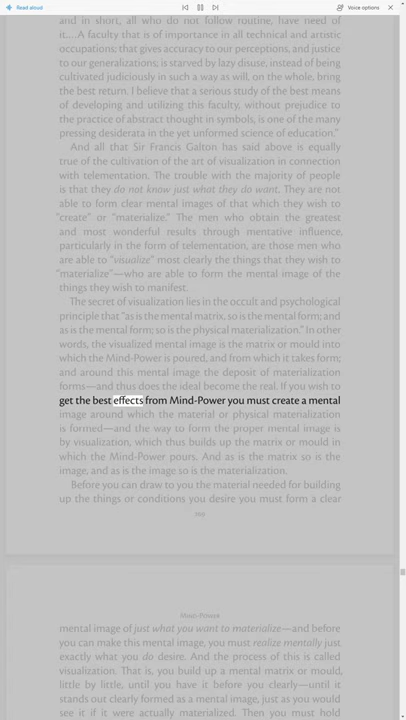 Read aloud
Voice options
and in short, all who do not follow routine, have need of
it....A faculty that is of importance in all technical and artistic
occupations; that gives accuracy to our perceptions, and justice
to our generalizations; is starved by lazy disuse, instead of being
cultivated judiciously in such a way as will, on the whole, bring
the best return. I believe that a serious study of the best means
of developing and utilizing this faculty, without prejudice to
the practice of abstract thought in symbols, is one of the many
pressing desiderata in the yet unformed science of education."
And all that Sir Francis Galton has said above is equally
true of the cultivation of the art of visualization in connection
with telementation. The trouble with the majority of people
is that they do not know just what they do want. They are not
able to form clear mental images of that which they wish to
"create" or "materialize." The men who obtain the greatest
and most wonderful results through mentative influence,
particularly in the form of telementation, are those men who
are able to "visualize" most clearly the things that they wish to
"materialize"—who are able to form the mental image of the
things they wish to manifest.
The secret of visualization lies in the occult and psychological
principle that "as is the mental matrix, so is the mental form; and
as is the mental form; so is the physical materialization." In other
words, the visualized mental image is the matrix or mould into
which the Mind-Power is poured, and from which it takes form;
and around this mental image the deposit of materialization
forms—and thus does the ideal become the real. If you wish to
get the best effects from Mind-Power you must create a mental
image around which the material or physical materialization
is formed—and the way to form the proper mental image is
by visualization, which thus builds up the matrix or mould in
which the Mind-Power pours. And as is the matrix so is the
image, and as is the image so is the materialization.
Before you can draw to you the material needed for building
up the things or conditions you desire you must form a clear
Mind-Power
mental image of just what you want to materialize—and before
you can make this mental image, you must realize mentally just
exactly what you do desire. And the process of this is called
visualization. That is, you build up a mental matrix or mould,
little by little, until you have it before you clearly—until it
stands out clearly formed as a mental image, just as you would
see it if it were actually materialized. Then you must hold